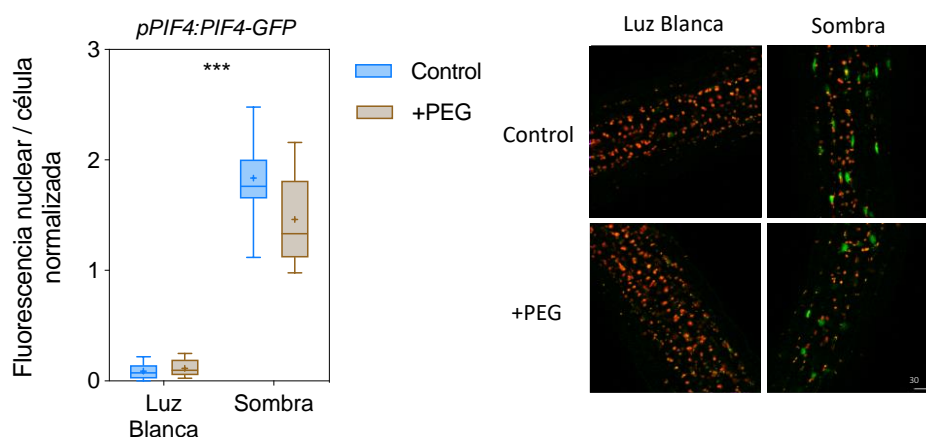 pPIF4:PIF4-GFP
Fluorescencia nuclear / célula
normalizada
3
2
1
0
***
Luz
Blanca
Sombra
Control
+PEG
Luz Blanca
Sombra
Control
+PEG
30